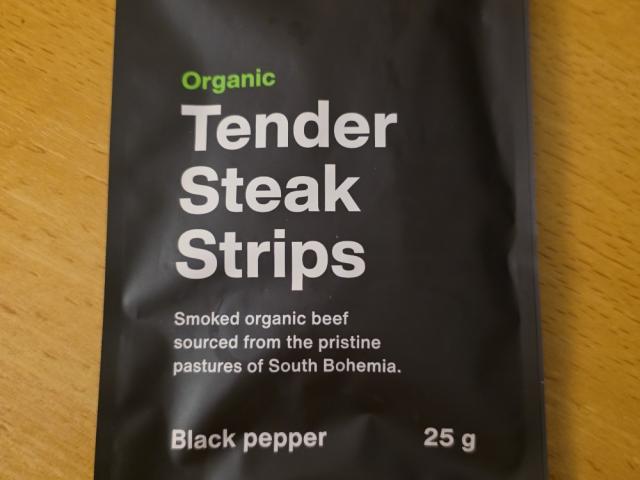 Organic
Tender
Steak
Strips
Smoked organic beef
sourced from the pristine
pastures of South Bohemia.
Black pepper 25 g